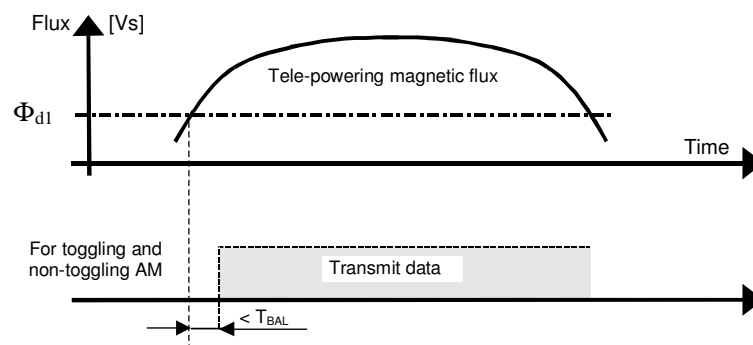 Flux [Vs]
Tele-powering magnetic flux
Φd1
Time
For toggling and
non-toggling AM
Transmit data
< TBAL